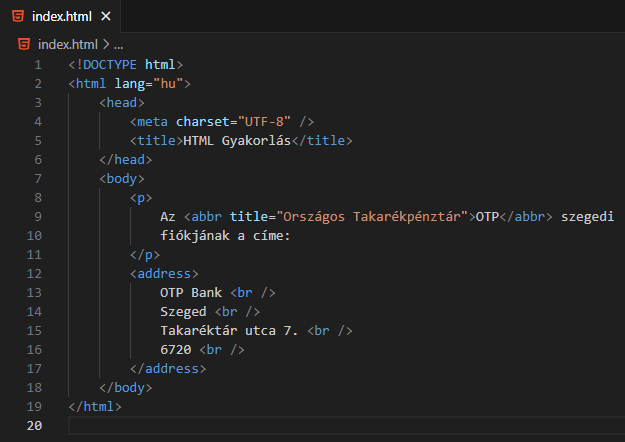 index.html
index.html > ...
1 <!DOCTYPE html>
2 <html lang="hu">
3 <head>
4 <meta charset="UTF-8" />
5 <title>HTML Gyakorlás</title>
6 </head>
7 <body>
8 <p>
9 Az <abbr title="Országos Takarékpénztár">OTP</abbr> szegedi
10 fiókjának a címe:
11 </p>
12 <address>
13 OTP Bank <br />
14 Szeged <br />
15 Takaréktár utca 7. <br />
16 6720 <br />
17 </address>
18 </body>
19 </html>
20